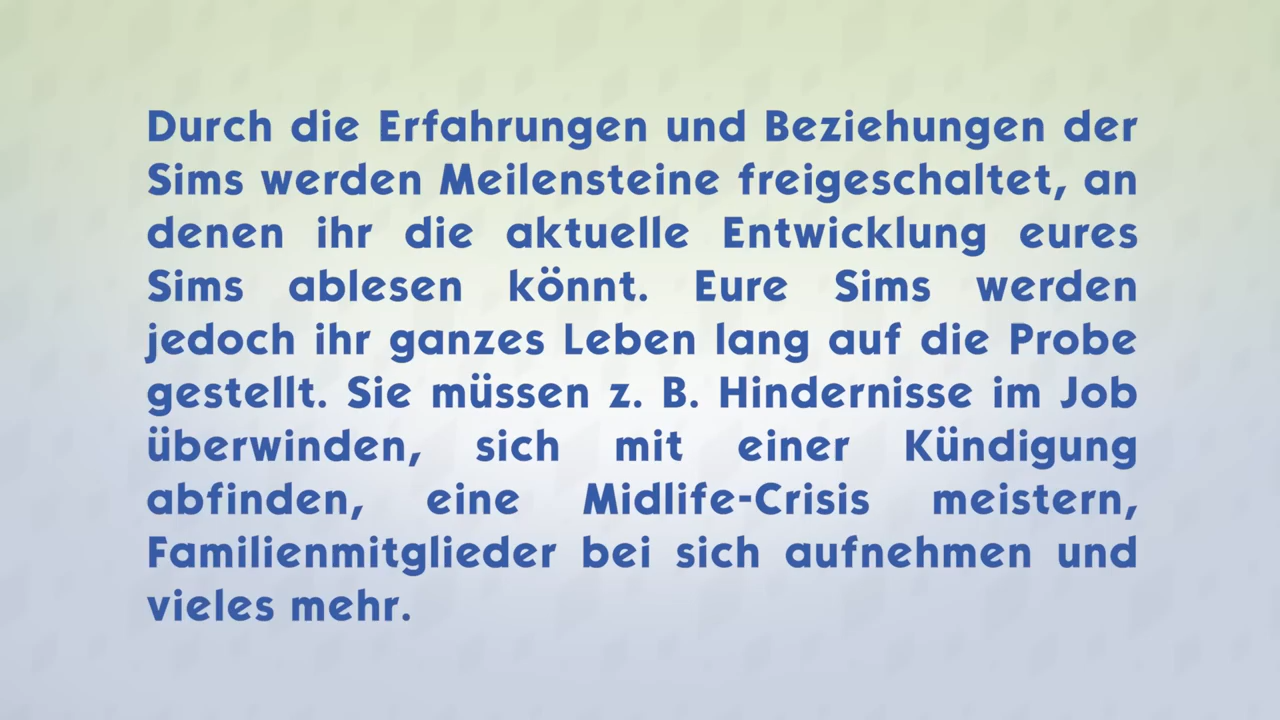 Durch die Erfahrungen und Beziehungen der
Sims werden Meilensteine freigeschaltet, an
denen ihr die aktuelle Entwicklung eures
Sims ablesen könnt. Eure Sims werden
jedoch ihr ganzes Leben lang auf die Probe
gestellt. Sie müssen z. B. Hindernisse im Job
überwinden, sich mit einer Kündigung
abfinden, eine Midlife-Crisis meistern,
Familienmitglieder bei sich aufnehmen und
vieles mehr.